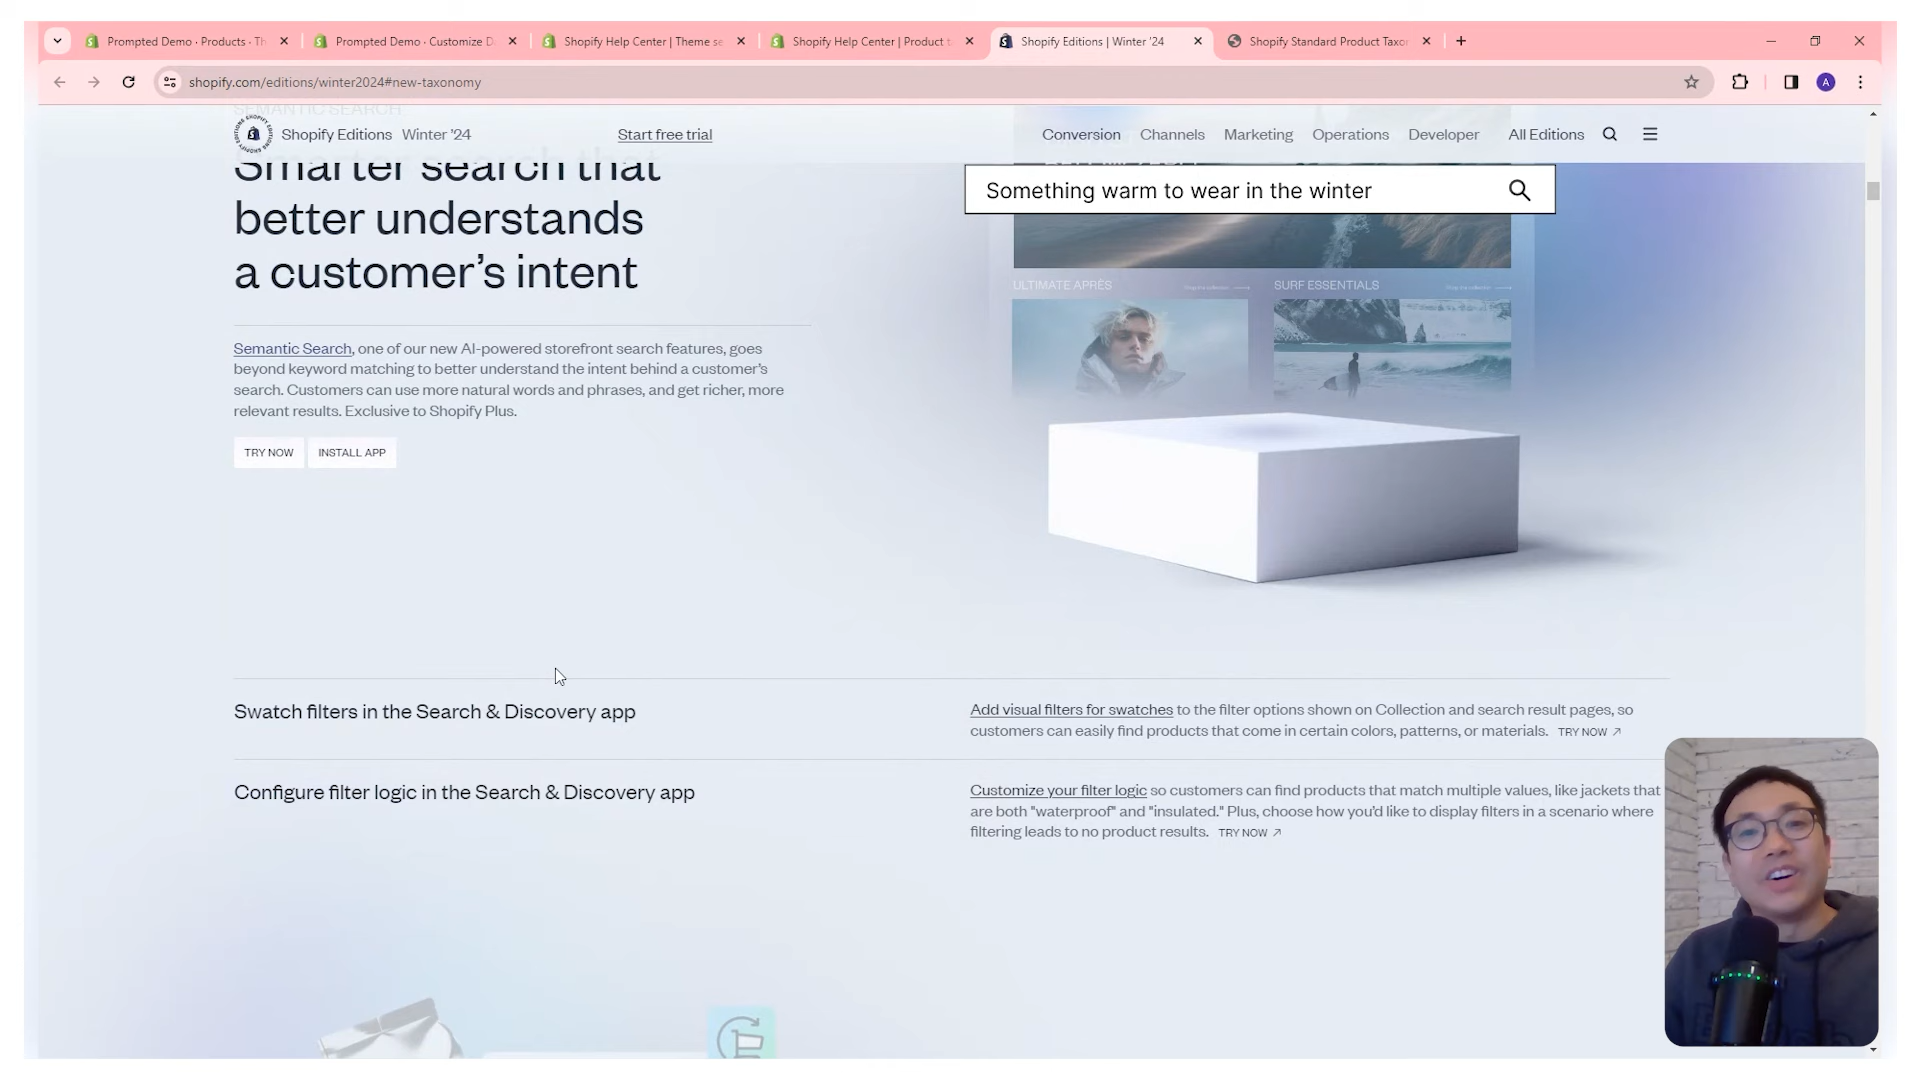 Prompted Demo · Products · Th
Prompted Demo · Customize D
Shopify Help Center | Theme se
Shopify Help Center | Product t
Shopify Editions | Winter '24
Shopify Standard Product Taxor
shopify.com/editions/winter2024#new-taxonomy
A
SEMANTIC SEARCH
Shopify Editions Winter '24
Start free trial
Conversion
Channels
Marketing
Operations
Developer
All Editions
Smarter search that
better understands
a customer's intent
Something warm to wear in the winter
ULTIMATE APRÈS
SURF ESSENTIALS
Semantic Search, one of our new AI-powered storefront search features, goes
beyond keyword matching to better understand the intent behind a customer's
search. Customers can use more natural words and phrases, and get richer, more
relevant results. Exclusive to Shopify Plus.
TRY NOW
INSTALL APP
Swatch filters in the Search & Discovery app
Add visual filters for swatches to the filter options shown on Collection and search result pages, so
customers can easily find products that come in certain colors, patterns, or materials. TRY NOW ↗
Configure filter logic in the Search & Discovery app
Customize your filter logic so customers can find products that match multiple values, like jackets that
are both "waterproof" and "insulated." Plus, choose how you'd like to display filters in a scenario where
filtering leads to no product results. TRY NOW ↗